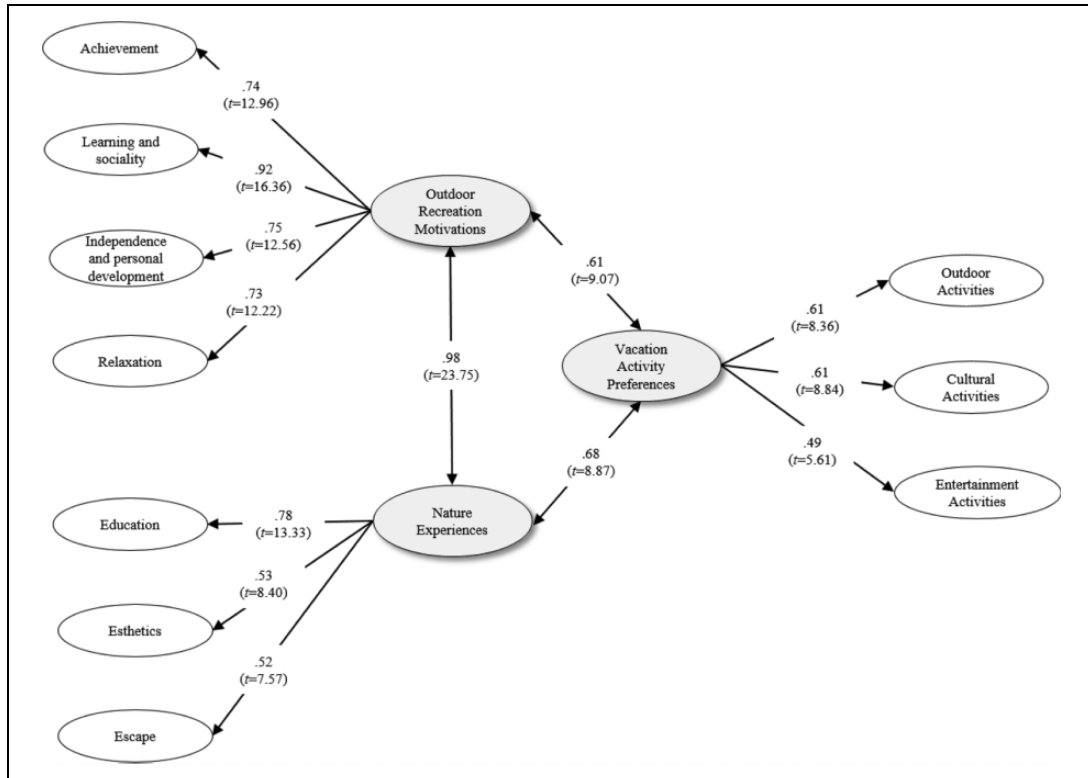 Achievement
.74
(t=12.96)
Learning and
sociality
.92
(t=16.36)
Outdoor
Recreation
Motivations
Independence
and personal
development
.75
(t=12.56)
.61
(t=9.07)
Outdoor
Activities
.73
(t=12.22)
.61
(t=8.36)
Relaxation
.98
(t=23.75)
Vacation
Activity
Preferences
.61
(t=8.84)
Cultural
Activities
.49
(t=5.61)
.68
(t=8.87)
Entertainment
Activities
Education
.78
(t=13.33)
Nature
Experiences
.53
(t=8.40)
Esthetics
.52
(t=7.57)
Escape